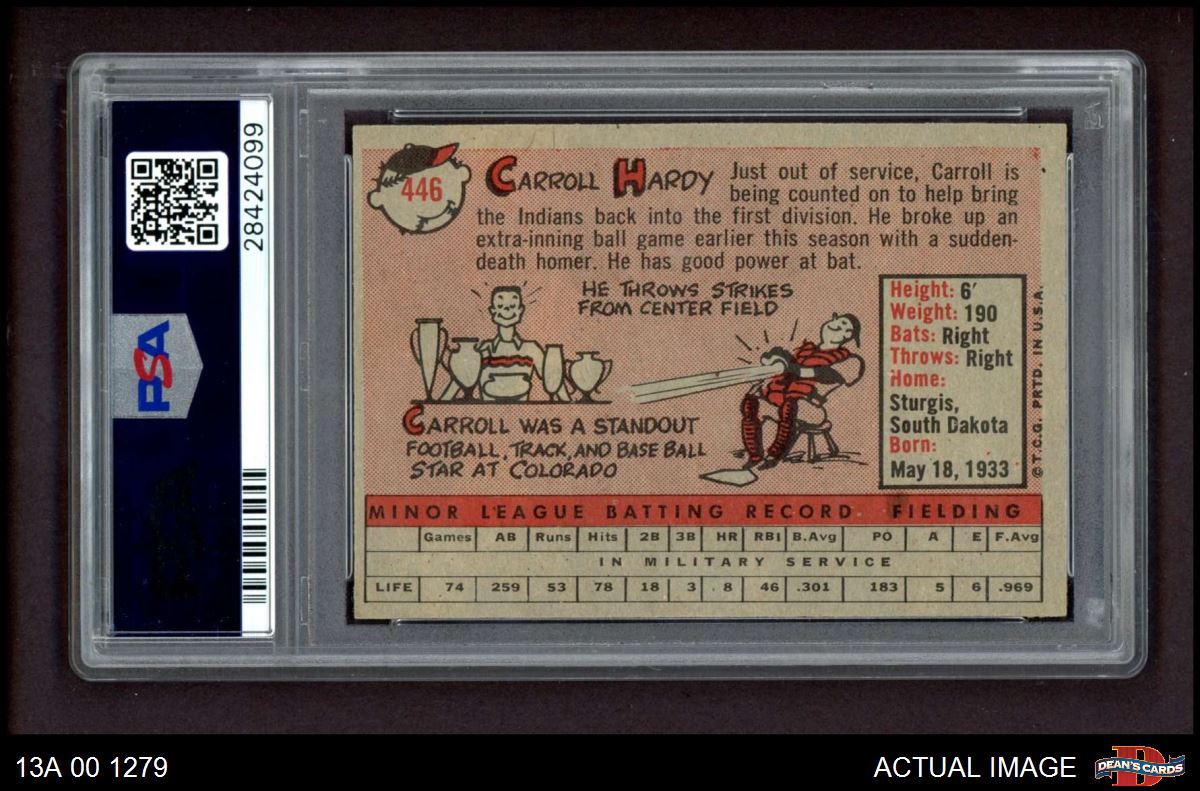 PSA
28424099
446
CARROLL HARDY
Just out of service, Carroll is
being counted on to help bring
the Indians back into the first division. He broke up an
extra-inning ball game earlier this season with a sudden-
death homer. He has good power at bat.
HE THROWS STRIKES
FROM CENTER FIELD
CARROLL WAS A STANDOUT
FOOTBALL, TRACK, AND BASE BALL
STAR AT COLORADO
Height: 6'
Weight: 190
Bats: Right
Throws: Right
Home:
Sturgis,
South Dakota
Born:
May 18, 1933
© T.C.G. PRTD. IN U.S.A.
MINOR LEAGUE BATTING RECORD FIELDING
Games AB Runs Hits 2B 3B HR RBI B.Avg PO A E F.Avg
IN MILITARY SERVICE
LIFE 74 259 53 78 18 3 8 46 .301 183 5 6 .969
13A 00 1279
ACTUAL IMAGE
D
DEAN'S CARDS